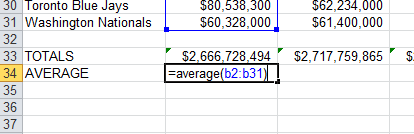 30 Toronto Blue Jays $80,538,300 $62,234,000
31 Washington Nationals $60,328,000 $61,400,000
32
33 TOTALS $2,666,728,494 $2,717,759,865 $
34 AVERAGE =average(b2:b31)
35
36
37